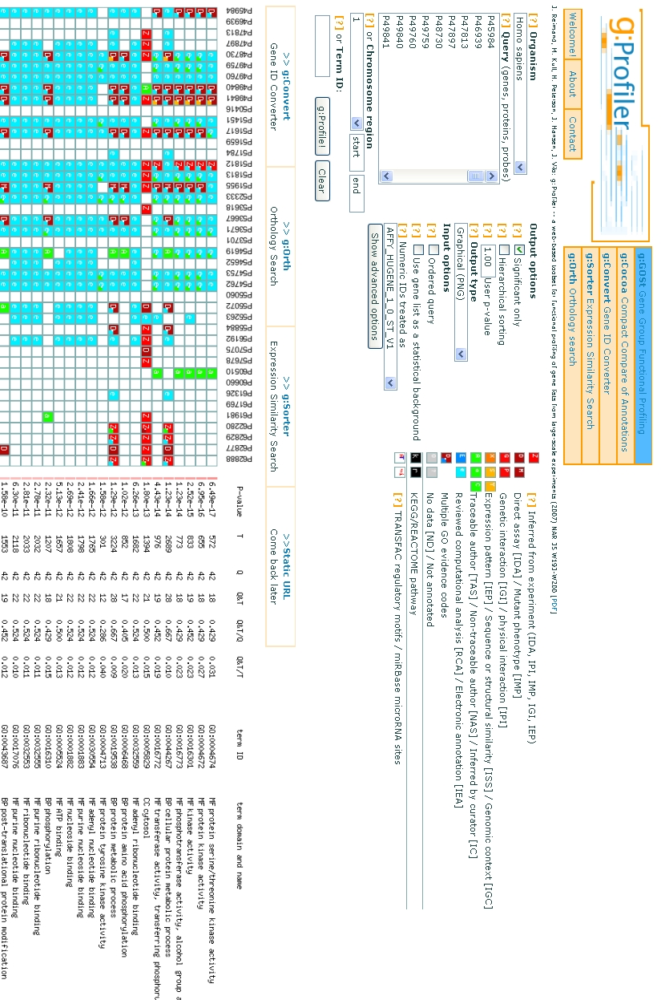 g:Profiler
Welcome!
About
Contact
g:GOSt Gene Group Functional Profiling
g:Cocoa Compact Compare of Annotations
g:Convert Gene ID Converter
g:Sorter Expression Similarity Search
g:Orth Orthology search
J. Reimand, M. Kull, H. Peterson, J. Hansen, J. Vilo: g:Profiler -- a web-based toolset for functional profiling of gene lists from large-scale experiments (2007) NAR 35 W193-W200 [PDF]
[?] Organism
Homo sapiens
[?] Query (genes, proteins, probes)
P45984
P46939
P47813
P47897
P48730
P49759
P49760
P49840
P49841
[?] or Chromosome region
1
start
end
[?] or Term ID:
g:Profile!
Clear
Output options
[?] Significant only
[?] Hierarchical sorting
[?] 1.00 User p-value
[?] Output type
Graphical (PNG)
Input options
[?] Ordered query
[?] Use gene list as a statistical background
[?] Numeric IDs treated as
AFFY_HUGENE_1_0_ST_V1
Show advanced options
[?] Inferred from experiment (IDA, IPI, IMP, IGI, IEP)
Direct assay [IDA] / Mutant phenotype [IMP]
Genetic interaction [IGI] / physical interaction [IPI]
Expression pattern [IEP] / Sequence or structural similarity [ISS] / Genomic context [IGC]
Traceable author [TAS] / Non-traceable author [NAS] / Inferred by curator [IC]
Reviewed computational analysis [RCA] / Electronic annotation [IEA]
Multiple GO evidence codes
No data [ND] / Not annotated
KEGG/REACTOME pathway
[?] TRANSFAC regulatory motifs / miRBase microRNA sites
>> g:Convert
Gene ID Converter
>> g:Orth
Orthology Search
>> g:Sorter
Expression Similarity Search
>>Static URL
Come back later
P45984 P46939 P47813 P47897 P48730 P49759 P49760 P49840 P49841 P50416 P51451 P51617 P51659 P51784 P51812 P51813 P51955 P52333 P53618 P53667 P53671 P53701 P54619 P54652 P54753 P54762 P55060 P55072 P55263 P55884 P56192 P57075 P57678 P60510 P60660 P61326 P61769 P61981 P62280 P62829 P62877 P62888
P-value T Q Q&T Q&T/Q Q&T/T term ID term domain and name
6.49e-17 572 42 18 0.429 0.031 GO:0004674 MF protein serine/threonine kinase activity
6.95e-16 655 42 18 0.429 0.027 GO:0004672 MF protein kinase activity
2.52e-15 833 42 19 0.452 0.023 GO:0016301 MF kinase activity
1.23e-14 773 42 18 0.429 0.023 GO:0016773 MF phosphotransferase activity, alcohol group a
1.23e-14 2689 42 28 0.667 0.010 GO:0044267 BP cellular protein metabolic process
4.43e-14 976 42 19 0.452 0.019 GO:0016772 MF transferase activity, transferring phosphoru
1.80e-13 1394 42 21 0.500 0.015 GO:0005829 CC cytosol
6.26e-13 1682 42 22 0.524 0.013 GO:0032559 MF adenyl ribonucleotide binding
1.02e-12 852 42 17 0.405 0.020 GO:0006468 BP protein amino acid phosphorylation
1.29e-12 3224 42 28 0.667 0.009 GO:0019538 BP protein metabolic process
1.58e-12 301 42 12 0.286 0.040 GO:0004713 MF protein tyrosine kinase activity
1.66e-12 1765 42 22 0.524 0.012 GO:0030554 MF adenyl nucleotide binding
2.41e-12 1798 42 22 0.524 0.012 GO:0001883 MF purine nucleoside binding
2.69e-12 1808 42 22 0.524 0.012 GO:0001882 MF nucleoside binding
5.13e-12 1657 42 21 0.500 0.013 GO:0005524 MF ATP binding
2.32e-11 1207 42 18 0.429 0.015 GO:0016310 BP phosphorylation
2.78e-11 2032 42 22 0.524 0.011 GO:0032555 MF purine ribonucleotide binding
2.81e-11 2033 42 22 0.524 0.011 GO:0032553 MF ribonucleotide binding
6.30e-11 2118 42 22 0.524 0.010 GO:0017076 MF purine nucleotide binding
1.58e-10 1553 42 19 0.452 0.012 GO:0043687 BP post-translational protein modification